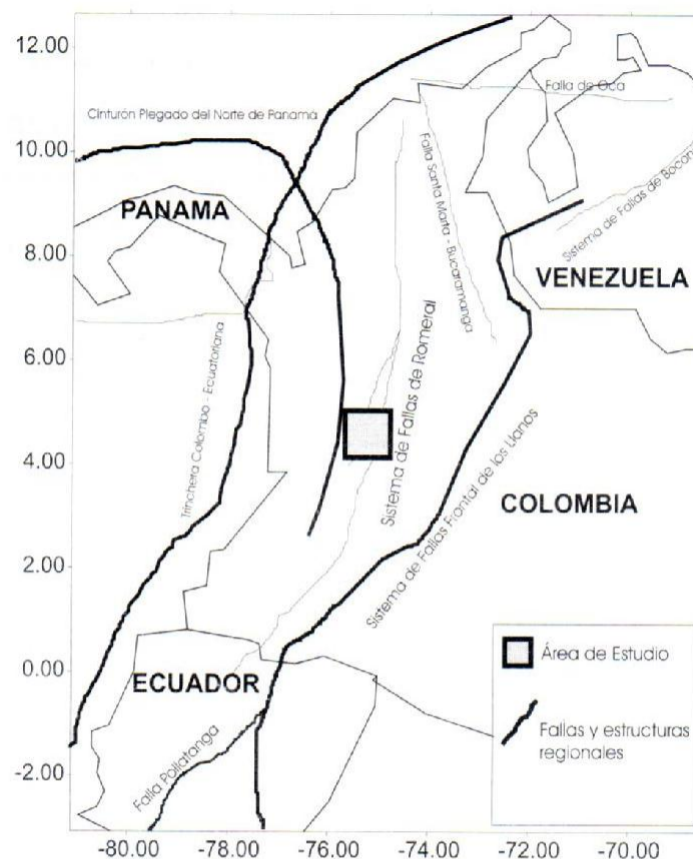 12.00
10.00
8.00
6.00
4.00
2.00
0.00
-2.00
-80.00
-78.00
-76.00
-74.00
-72.00
-70.00
Cinturón Plegado del Norte de Panamá
PANAMA
Falla de Oca
Falla Santa Marta - Bucaramanga
Sistema de Fallas de Bocon
VENEZUELA
Trinchera Colombo - Ecuatoriana
Sistema de Fallas de Romeral
Sistema de Fallas Frontal de los Llanos
COLOMBIA
ECUADOR
Falla Pallatanga
Área de Estudio
Fallas y estructuras
regionales